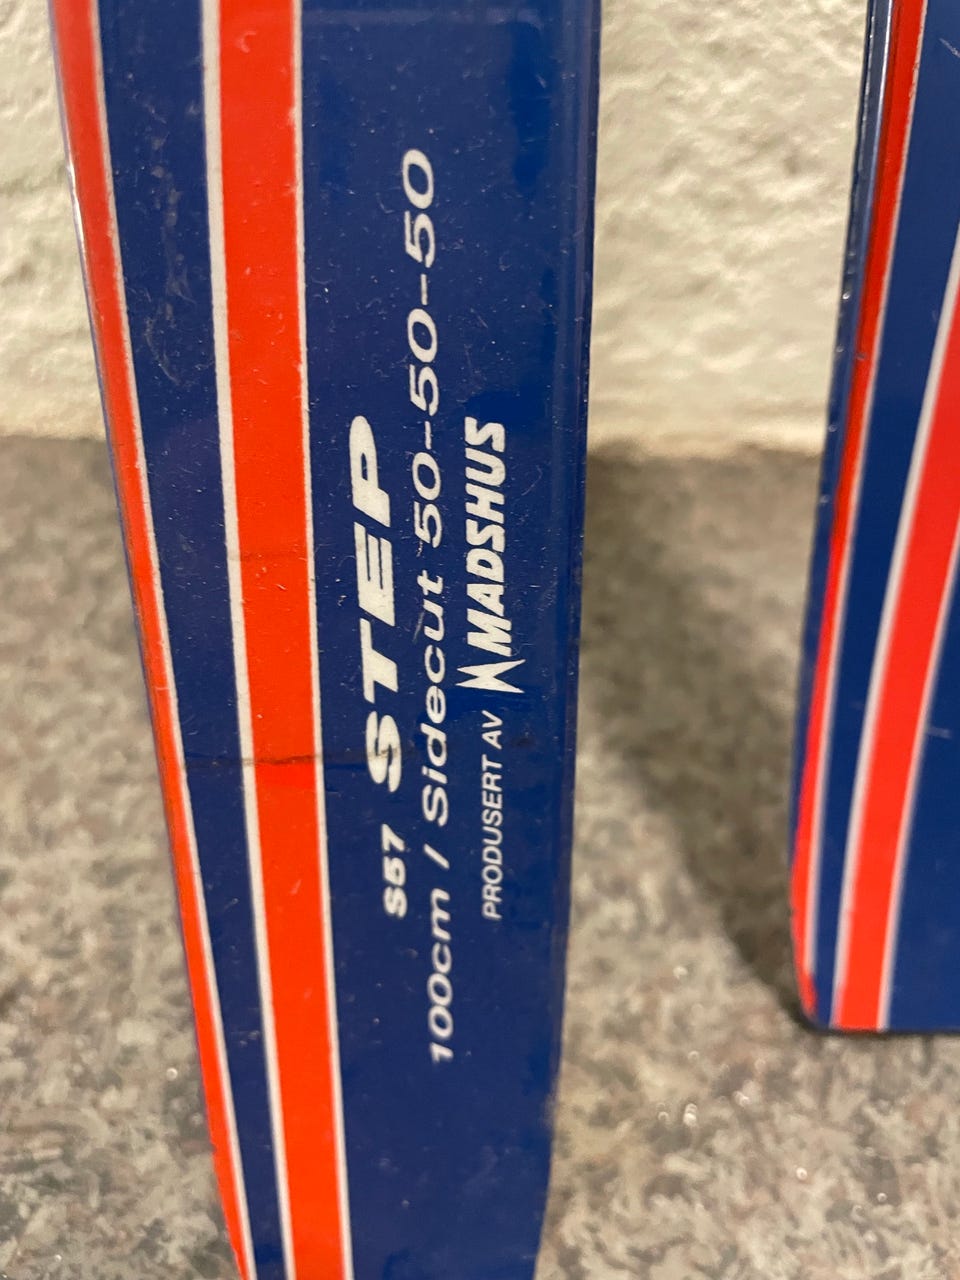 S57 STEP
100cm / Sidecut 50-50-50
PRODUSERT AV MADSHUS